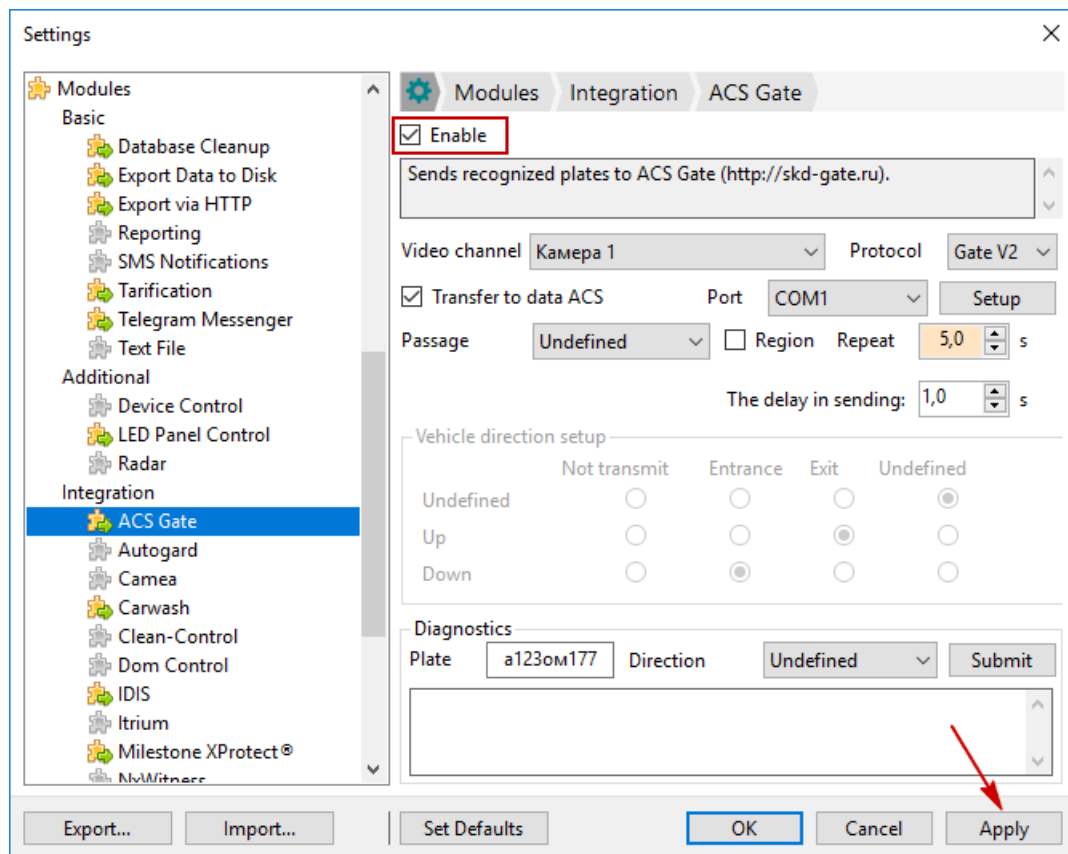 Settings
Modules
Basic
Database Cleanup
Export Data to Disk
Export via HTTP
Reporting
SMS Notifications
Tarification
Telegram Messenger
Text File
Additional
Device Control
LED Panel Control
Radar
Integration
ACS Gate
Autogard
Camea
Carwash
Clean-Control
Dom Control
IDIS
Itrium
Milestone XProtect®
NxWitness
Modules Integration ACS Gate
Enable
Sends recognized plates to ACS Gate (http://skd-gate.ru).
Video channel Камера 1 Protocol Gate V2
Transfer to data ACS Port COM1 Setup
Passage Undefined Region Repeat 5,0 s
The delay in sending: 1,0 s
Vehicle direction setup
Not transmit Entrance Exit Undefined
Undefined
Up
Down
Diagnostics
Plate а123ом177 Direction Undefined Submit
Export... Import... Set Defaults OK Cancel Apply